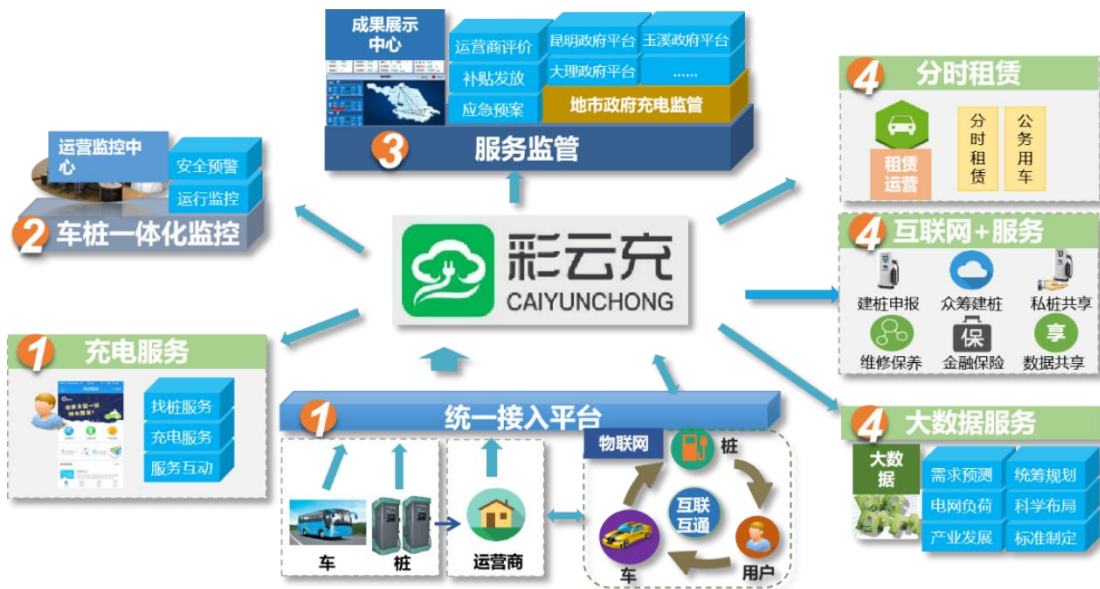 成果展示
中心
运营商评价
昆明政府平台
玉溪政府平台
补贴发放
大理政府平台
......
应急预案
地市政府充电监管
3
服务监管
运营监控中
心
安全预警
运行监控
2
车桩一体化监控
4
分时租赁
租赁
运营
分时租赁
公务用车
彩云充
CAIYUNCHONG
4
互联网+服务
建桩申报
众筹建桩
私桩共享
保
享
维修保养
金融保险
数据共享
1
充电服务
找桩服务
充电服务
服务互动
1
统一接入平台
车
桩
运营商
物联网
桩
互联
互通
车
用户
4
大数据服务
大数
据
需求预测
统筹规划
电网负荷
科学布局
产业发展
标准制定